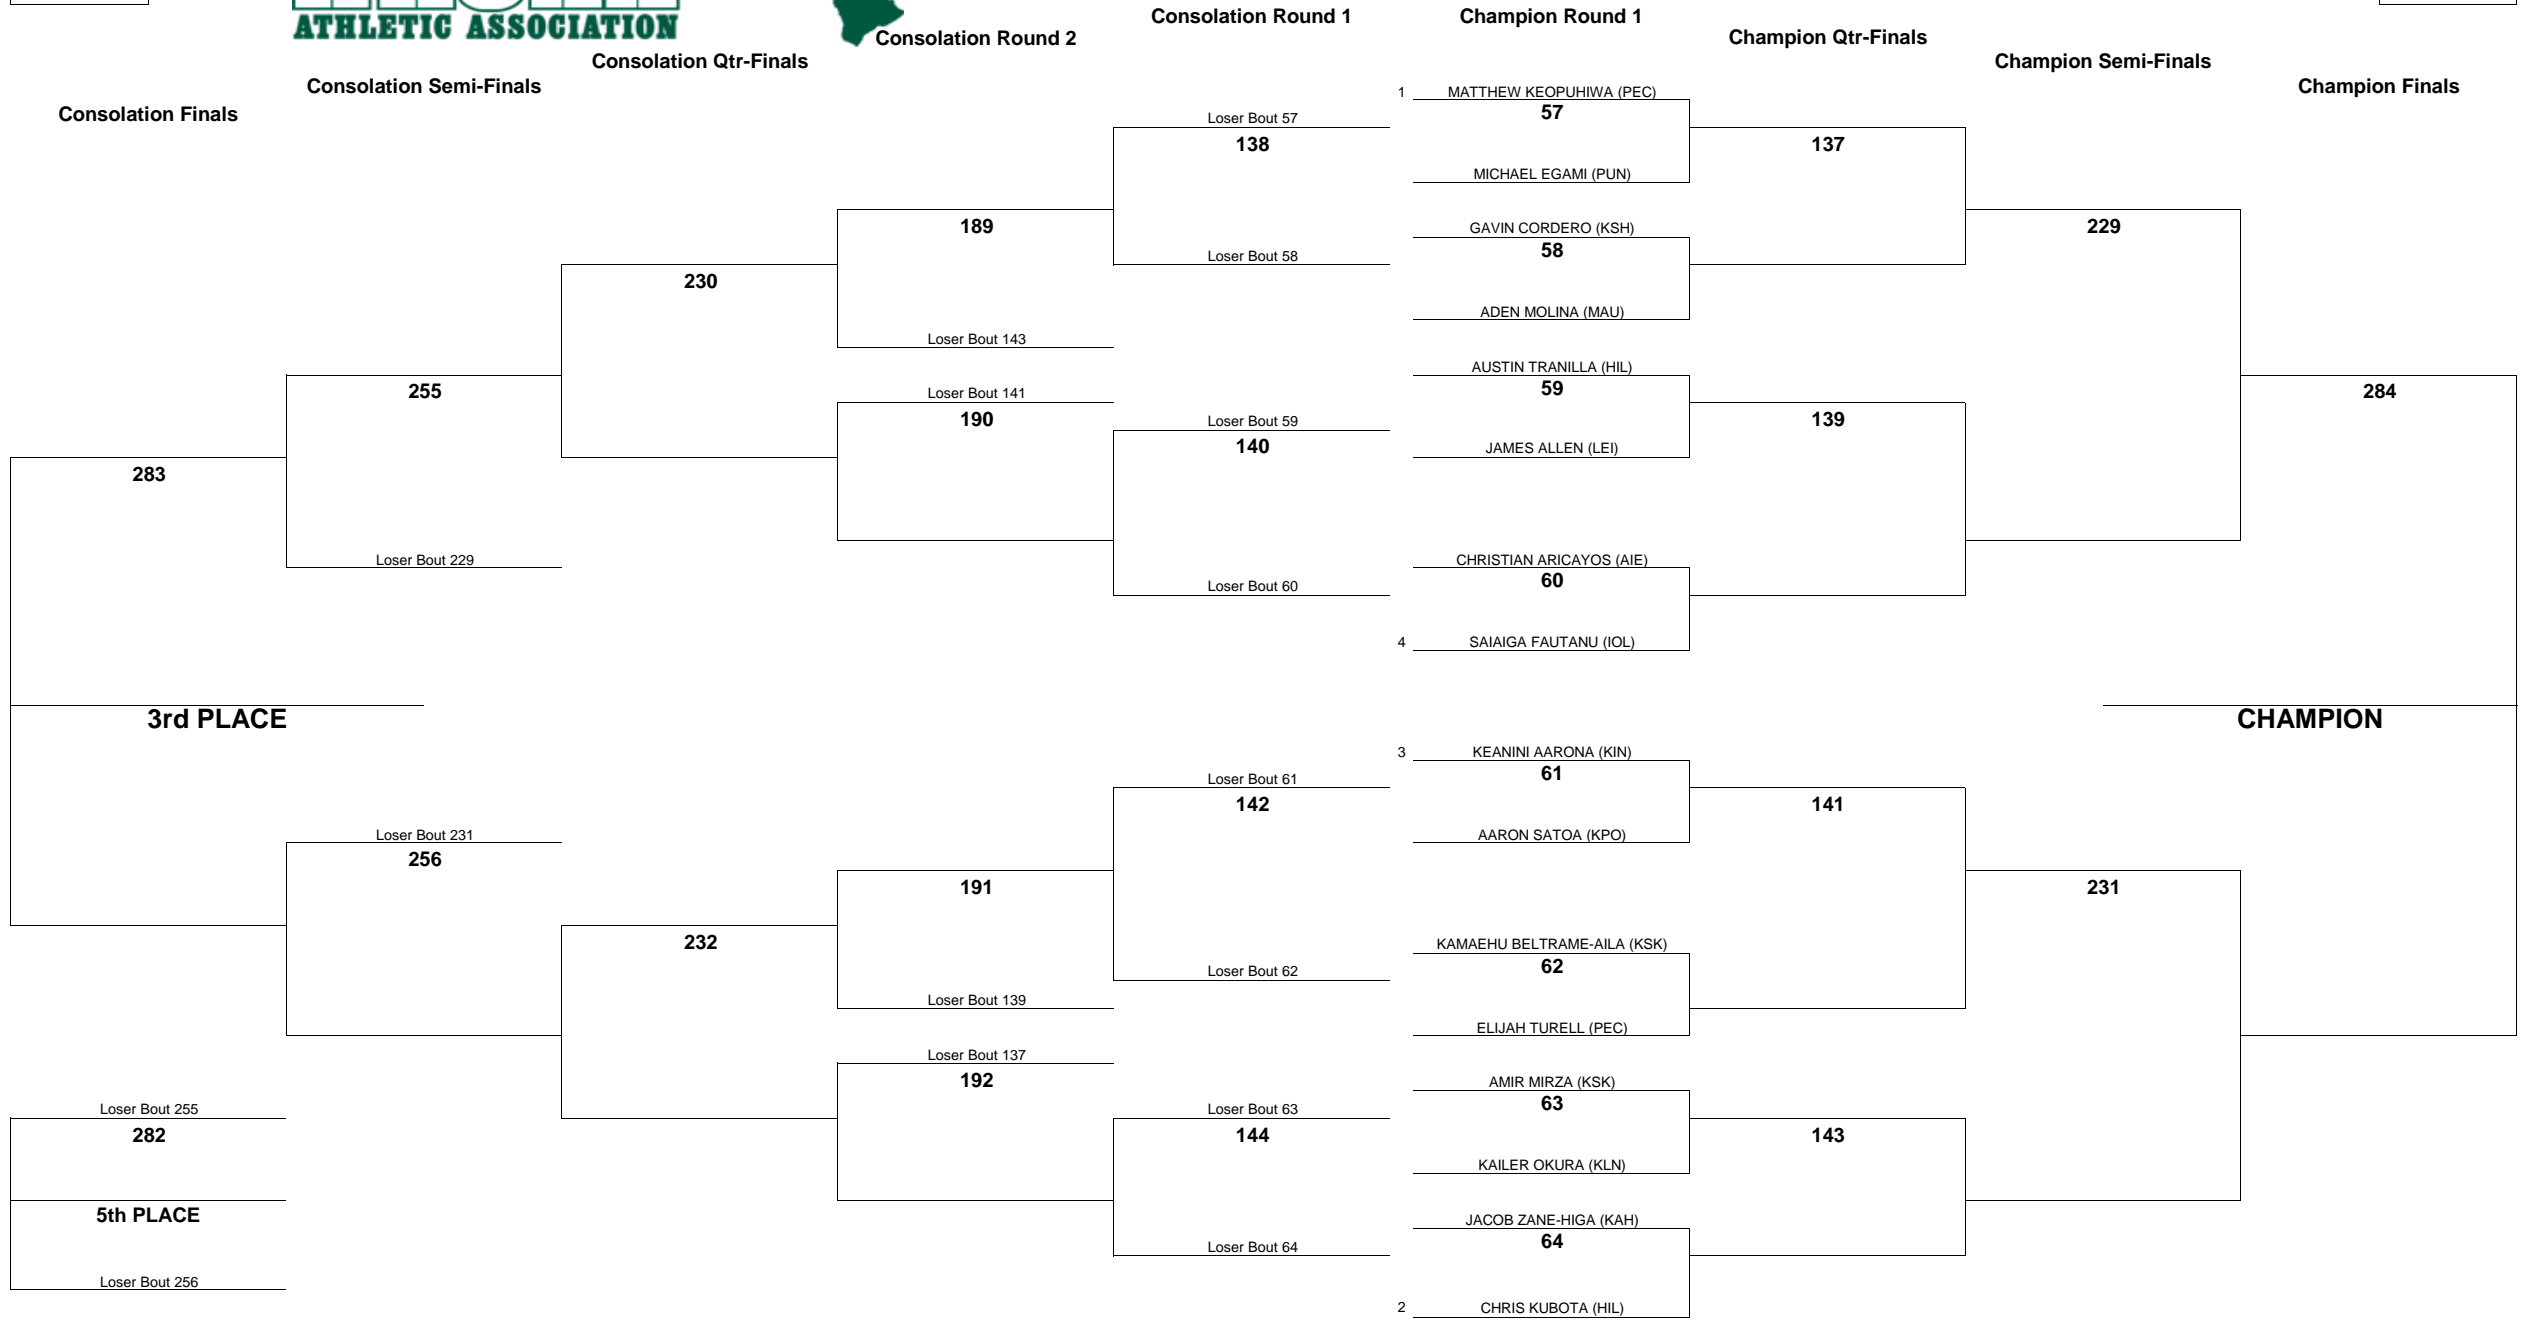 ATHLETIC ASSOCIATION
Consolation Round 1
Champion Round 1
Consolation Round 2
Champion Qtr-Finals
Consolation Qtr-Finals
Champion Semi-Finals
Consolation Semi-Finals
Champion Finals
Consolation Finals
1 MATTHEW KEOPUHIWA (PEC)
57
Loser Bout 57
138
137
MICHAEL EGAMI (PUN)
189
GAVIN CORDERO (KSH)
229
58
Loser Bout 58
230
ADEN MOLINA (MAU)
Loser Bout 143
AUSTIN TRANILLA (HIL)
255
59
284
Loser Bout 141
190
Loser Bout 59
139
140
JAMES ALLEN (LEI)
283
Loser Bout 229
CHRISTIAN ARICAYOS (AIE)
60
Loser Bout 60
4 SAIAIGA FAUTANU (IOL)
3rd PLACE
CHAMPION
3 KEANINI AARONA (KIN)
61
Loser Bout 61
142
141
Loser Bout 231
AARON SATOA (KPO)
256
191
231
232
KAMAEHU BELTRAME-AILA (KSK)
62
Loser Bout 62
Loser Bout 139
ELIJAH TURELL (PEC)
Loser Bout 137
192
AMIR MIRZA (KSK)
63
Loser Bout 255
Loser Bout 63
282
144
143
KAILER OKURA (KLN)
5th PLACE
JACOB ZANE-HIGA (KAH)
64
Loser Bout 64
Loser Bout 256
2 CHRIS KUBOTA (HIL)